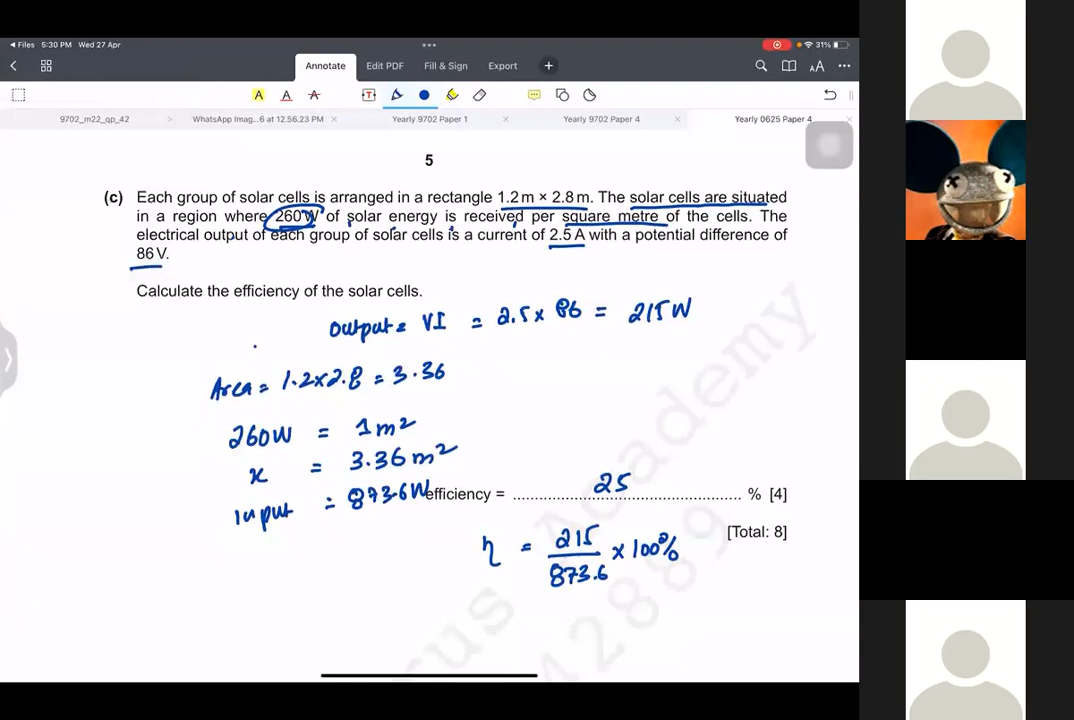 Files 5:30 PM Wed 27 Apr 31%
Annotate Edit PDF Fill & Sign Export
A A T T AA
9702_m22_qp_42 WhatsApp Imag...6 at 12.56.23 PM Yearly 9702 Paper 1 Yearly 9702 Paper 4 Yearly 0625 Paper 4
5
(c) Each group of solar cells is arranged in a rectangle 1.2 m × 2.8 m. The solar cells are situated
in a region where 260W of solar energy is received per square metre of the cells. The
electrical output of each group of solar cells is a current of 2.5 A with a potential difference of
86 V.
Calculate the efficiency of the solar cells.
Output = VI = 2.5 x 86 = 215 W
Area = 1.2x2.8 = 3.36
260W = 1m²
x = 3.36 m²
input = 873.6W
efficiency = 25 % [4]
[Total: 8]
η = 215/873.6 x 100%
us Academy
42889